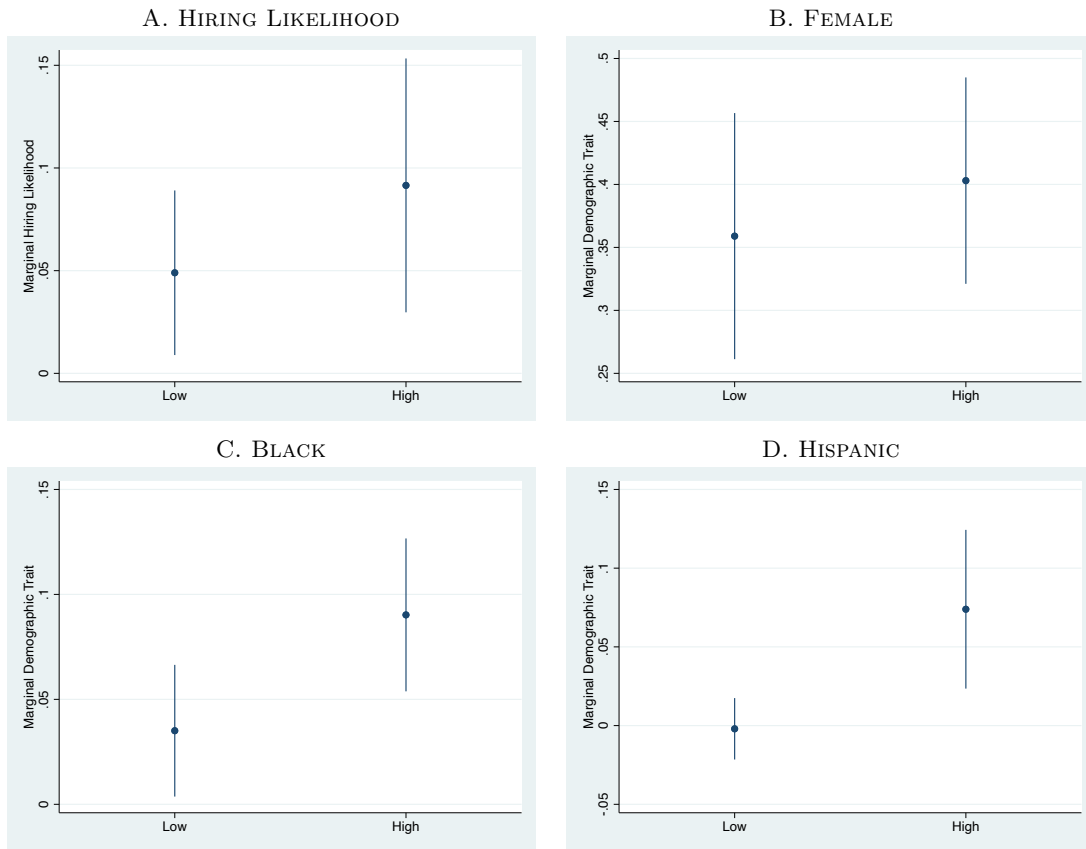 A. Hiring Likelihood
Marginal Hiring Likelihood
.15
.1
.05
0
Low High
B. Female
Marginal Demographic Trait
.5
.45
.4
.35
.3
.25
Low High
C. Black
Marginal Demographic Trait
.15
.1
.05
0
Low High
D. Hispanic
Marginal Demographic Trait
.15
.1
.05
0
-.05
Low High